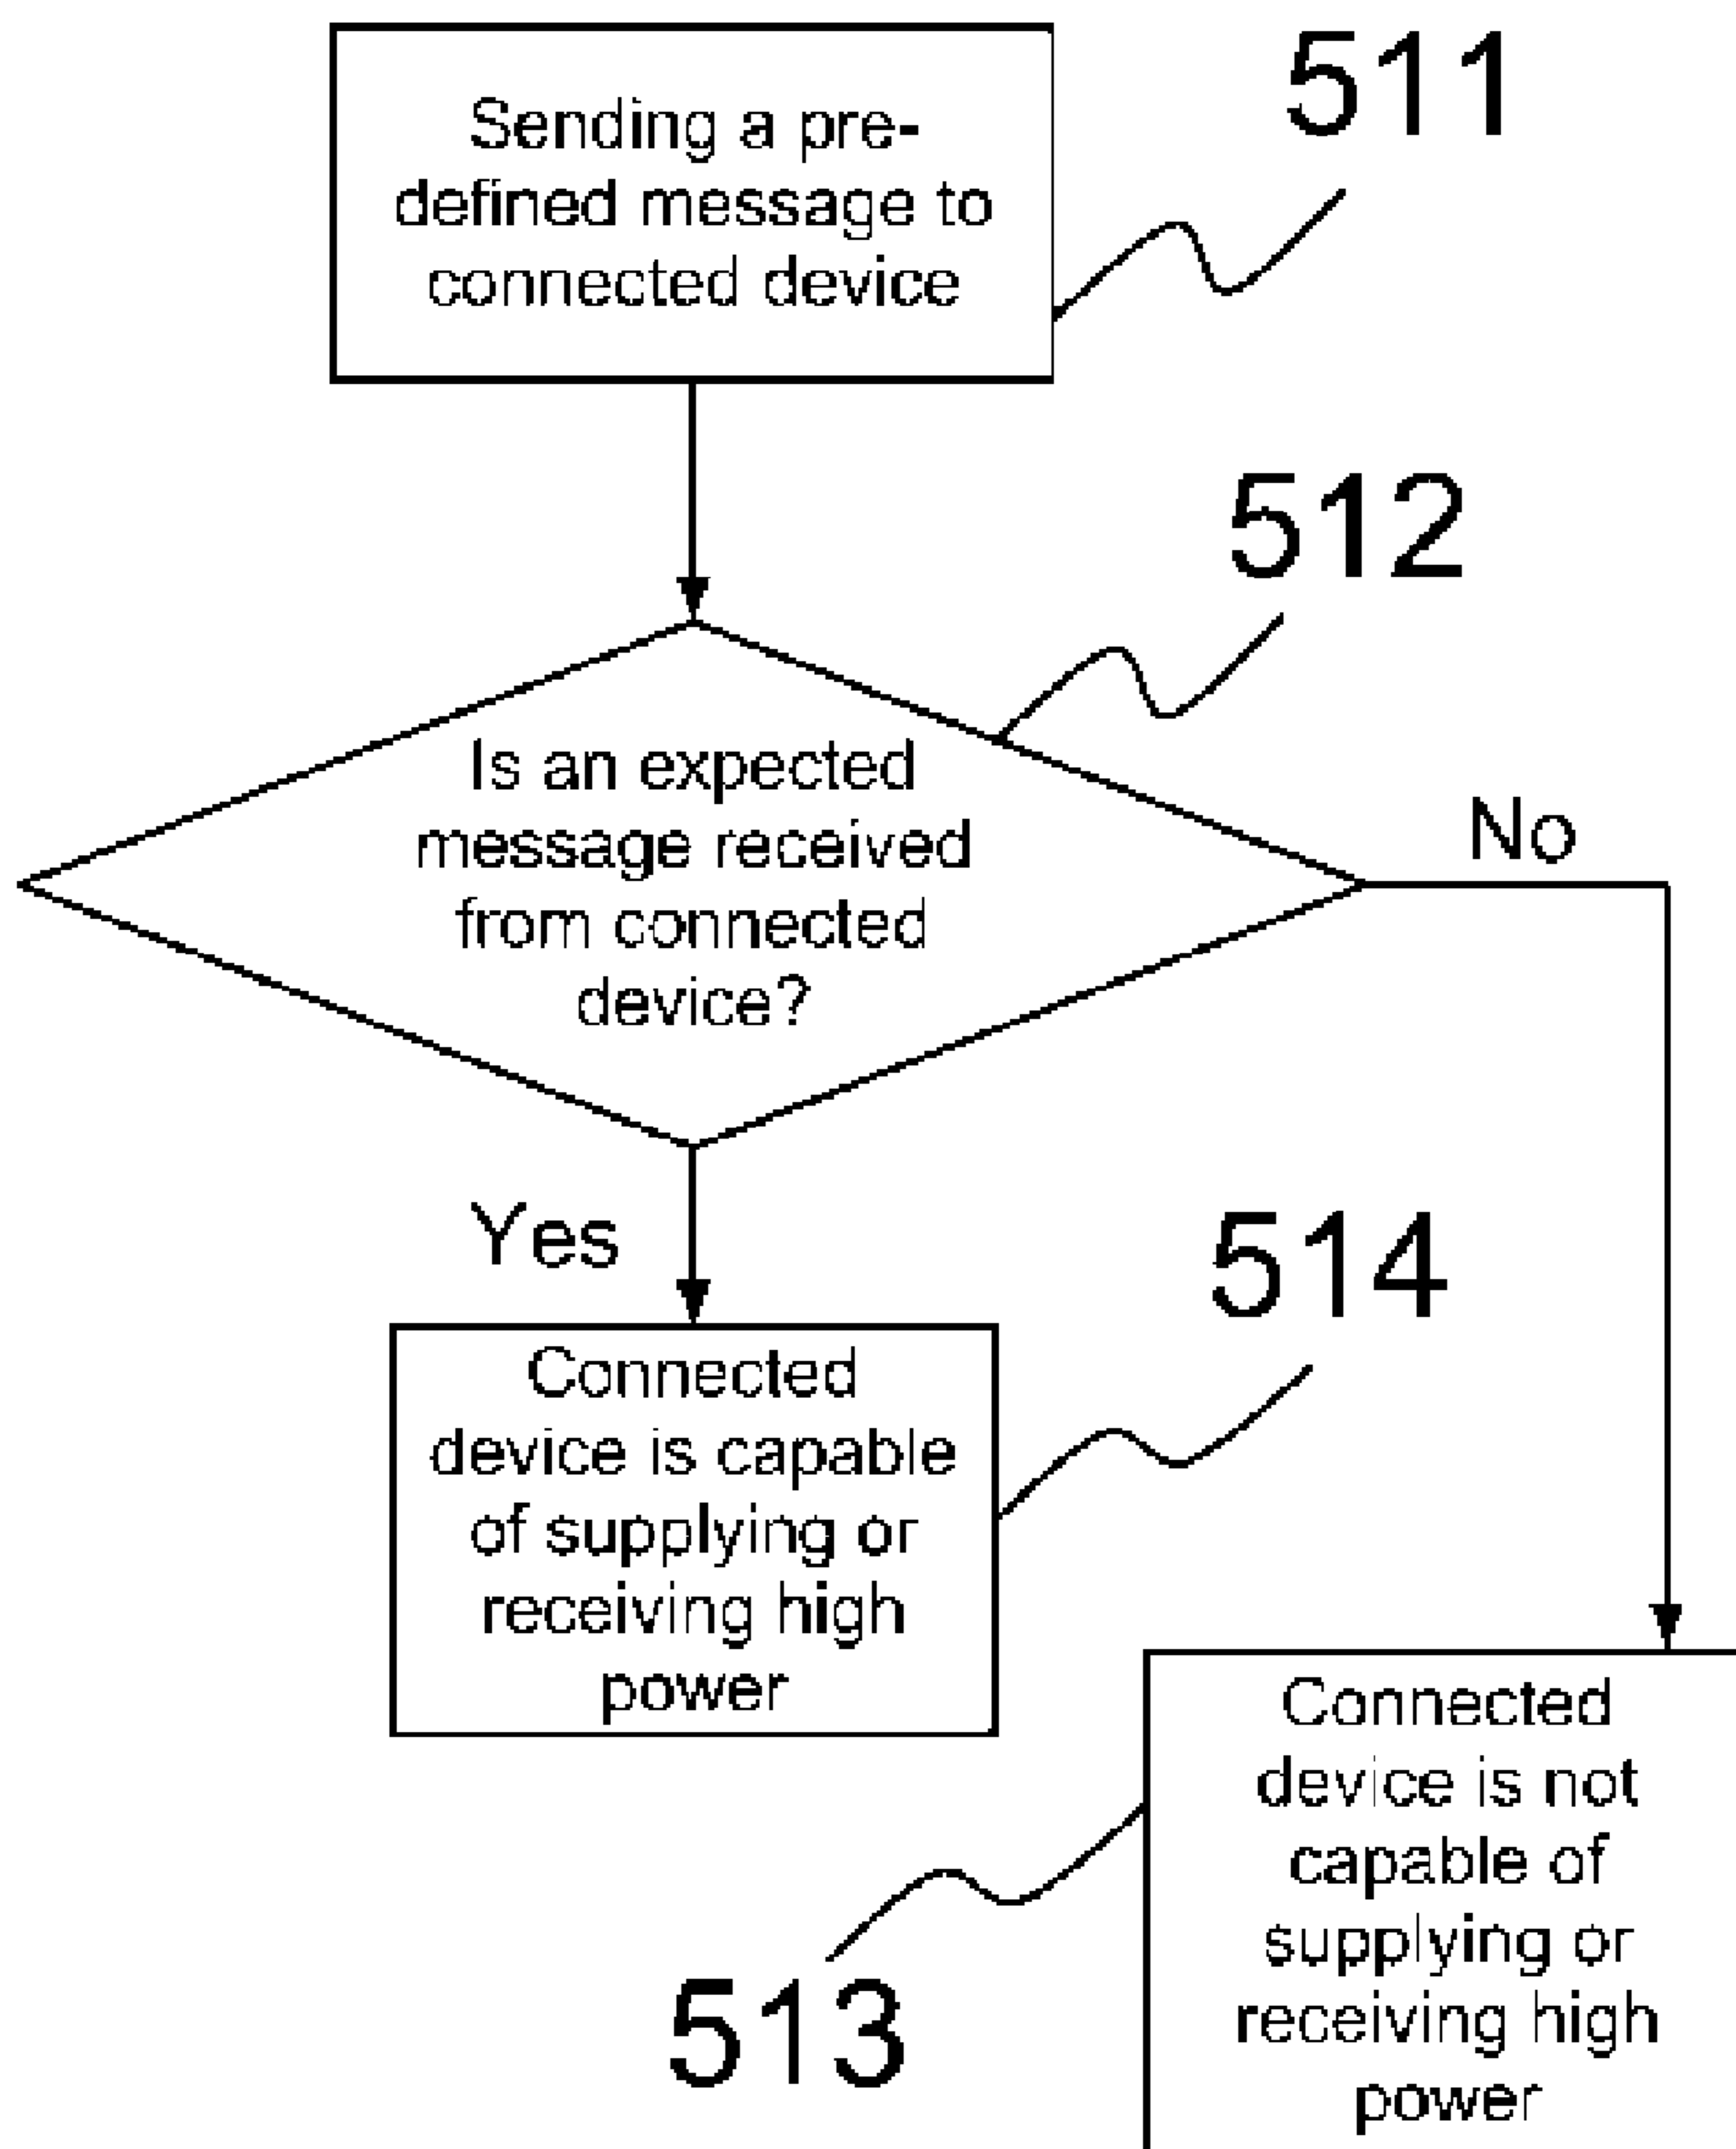 Sending a pre-
defined message to
connected device
511
512
Is an expected
message received
from connected
device?
No
Yes
514
Connected
device is capable
of supplying or
receiving high
power
Connected
device is not
capable of
supplying or
receiving high
power
513